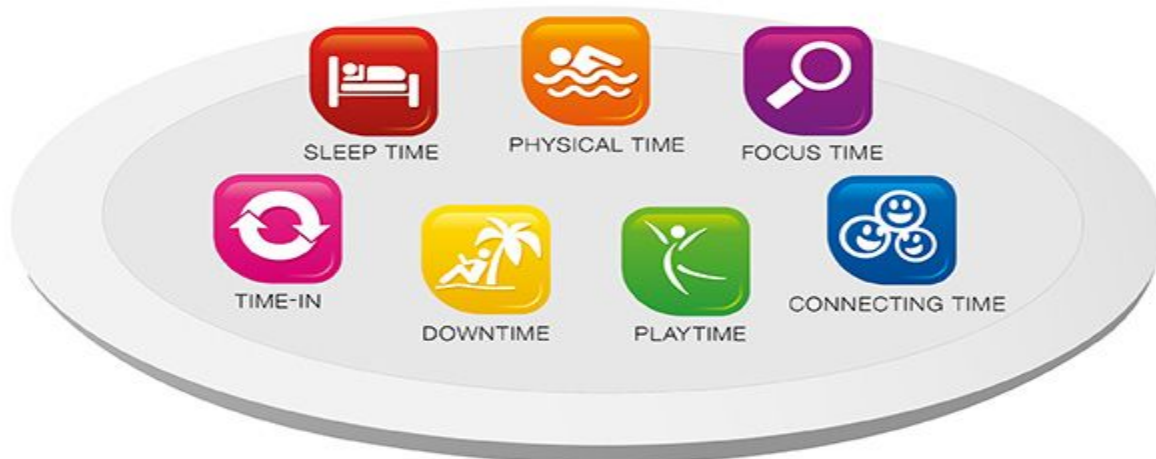 SLEEP TIME
PHYSICAL TIME
FOCUS TIME
TIME-IN
DOWNTIME
PLAYTIME
CONNECTING TIME